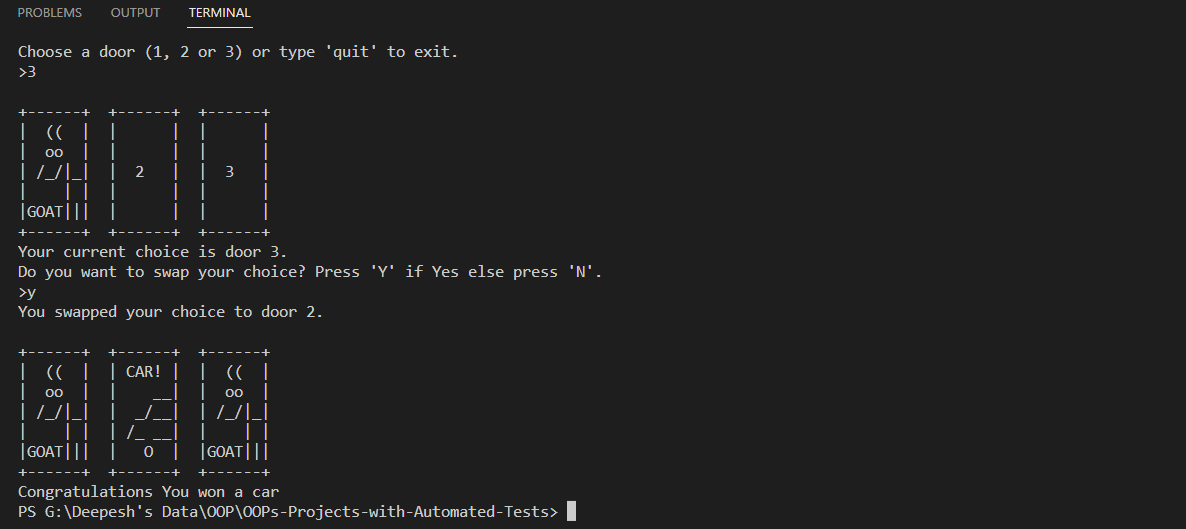 PROBLEMS OUTPUT TERMINAL
Choose a door (1, 2 or 3) or type 'quit' to exit.
>3
+------+  +------+  +------+
|  ((  |  |      |  |      |
|  oo  |  |      |  |      |
| /_/|_|  |  2   |  |  3   |
|    | |  |      |  |      |
|GOAT|||  |      |  |      |
+------+  +------+  +------+
Your current choice is door 3.
Do you want to swap your choice? Press 'Y' if Yes else press 'N'.
>y
You swapped your choice to door 2.
+------+  +------+  +------+
|  ((  |  | CAR! |  |  ((  |
|  oo  |  |    __|  |  oo  |
| /_/|_|  |  _/__|  | /_/|_|
|    | |  | /_ __|  |    | |
|GOAT|||  |   O  |  |GOAT|||
+------+  +------+  +------+
Congratulations You won a car
PS G:\Deepesh's Data\OOP\OOPs-Projects-with-Automated-Tests>